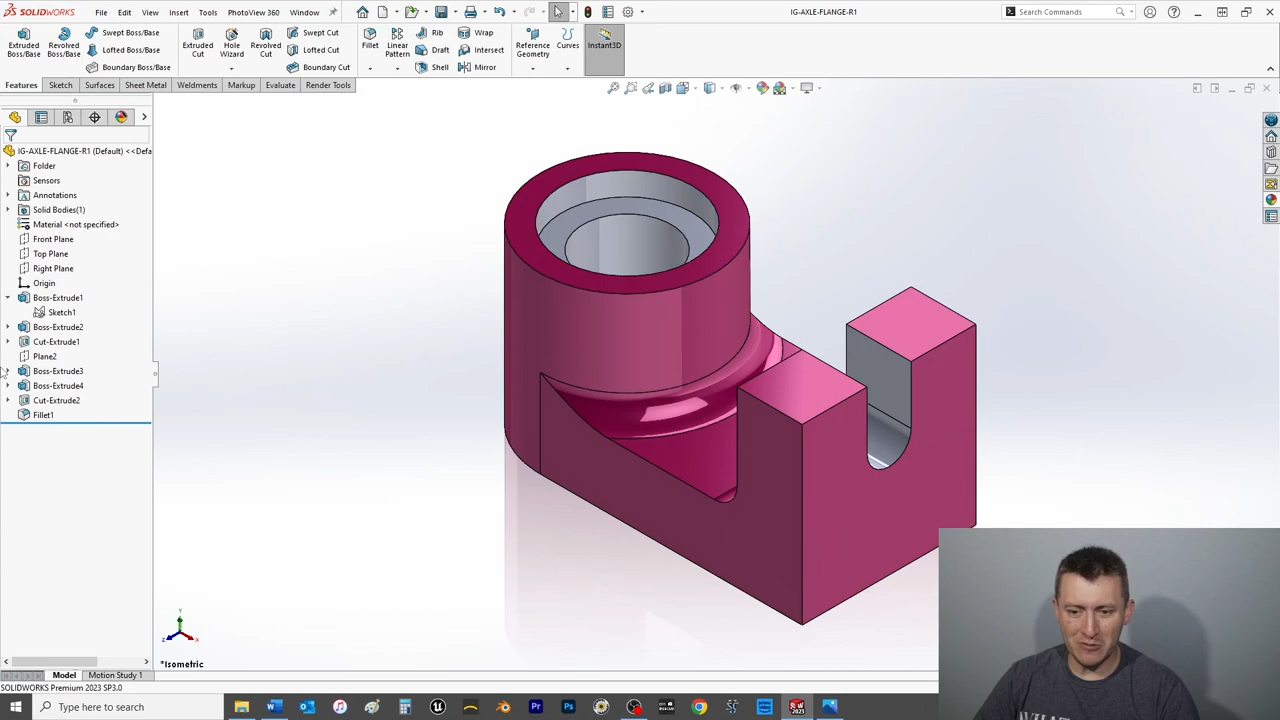 SOLIDWORKS File Edit View Insert Tools PhotoView 360 Window IG-AXLE-FLANGE-R1 Search Commands
Extruded Boss/Base
Revolved Boss/Base
Swept Boss/Base
Lofted Boss/Base
Boundary Boss/Base
Extruded Cut
Hole Wizard
Revolved Cut
Swept Cut
Lofted Cut
Boundary Cut
Fillet
Linear Pattern
Rib
Draft
Shell
Wrap
Intersect
Mirror
Reference Geometry
Curves
Instant3D
Features Sketch Surfaces Sheet Metal Weldments Markup Evaluate Render Tools
IG-AXLE-FLANGE-R1 (Default) <<Defa
Folder
Sensors
Annotations
Solid Bodies(1)
Material <not specified>
Front Plane
Top Plane
Right Plane
Origin
Boss-Extrude1
Sketch1
Boss-Extrude2
Cut-Extrude1
Plane2
Boss-Extrude3
Boss-Extrude4
Cut-Extrude2
Fillet1
Y
Z X
*Isometric
Model Motion Study 1
SOLIDWORKS Premium 2023 SP3.0
Type here to search